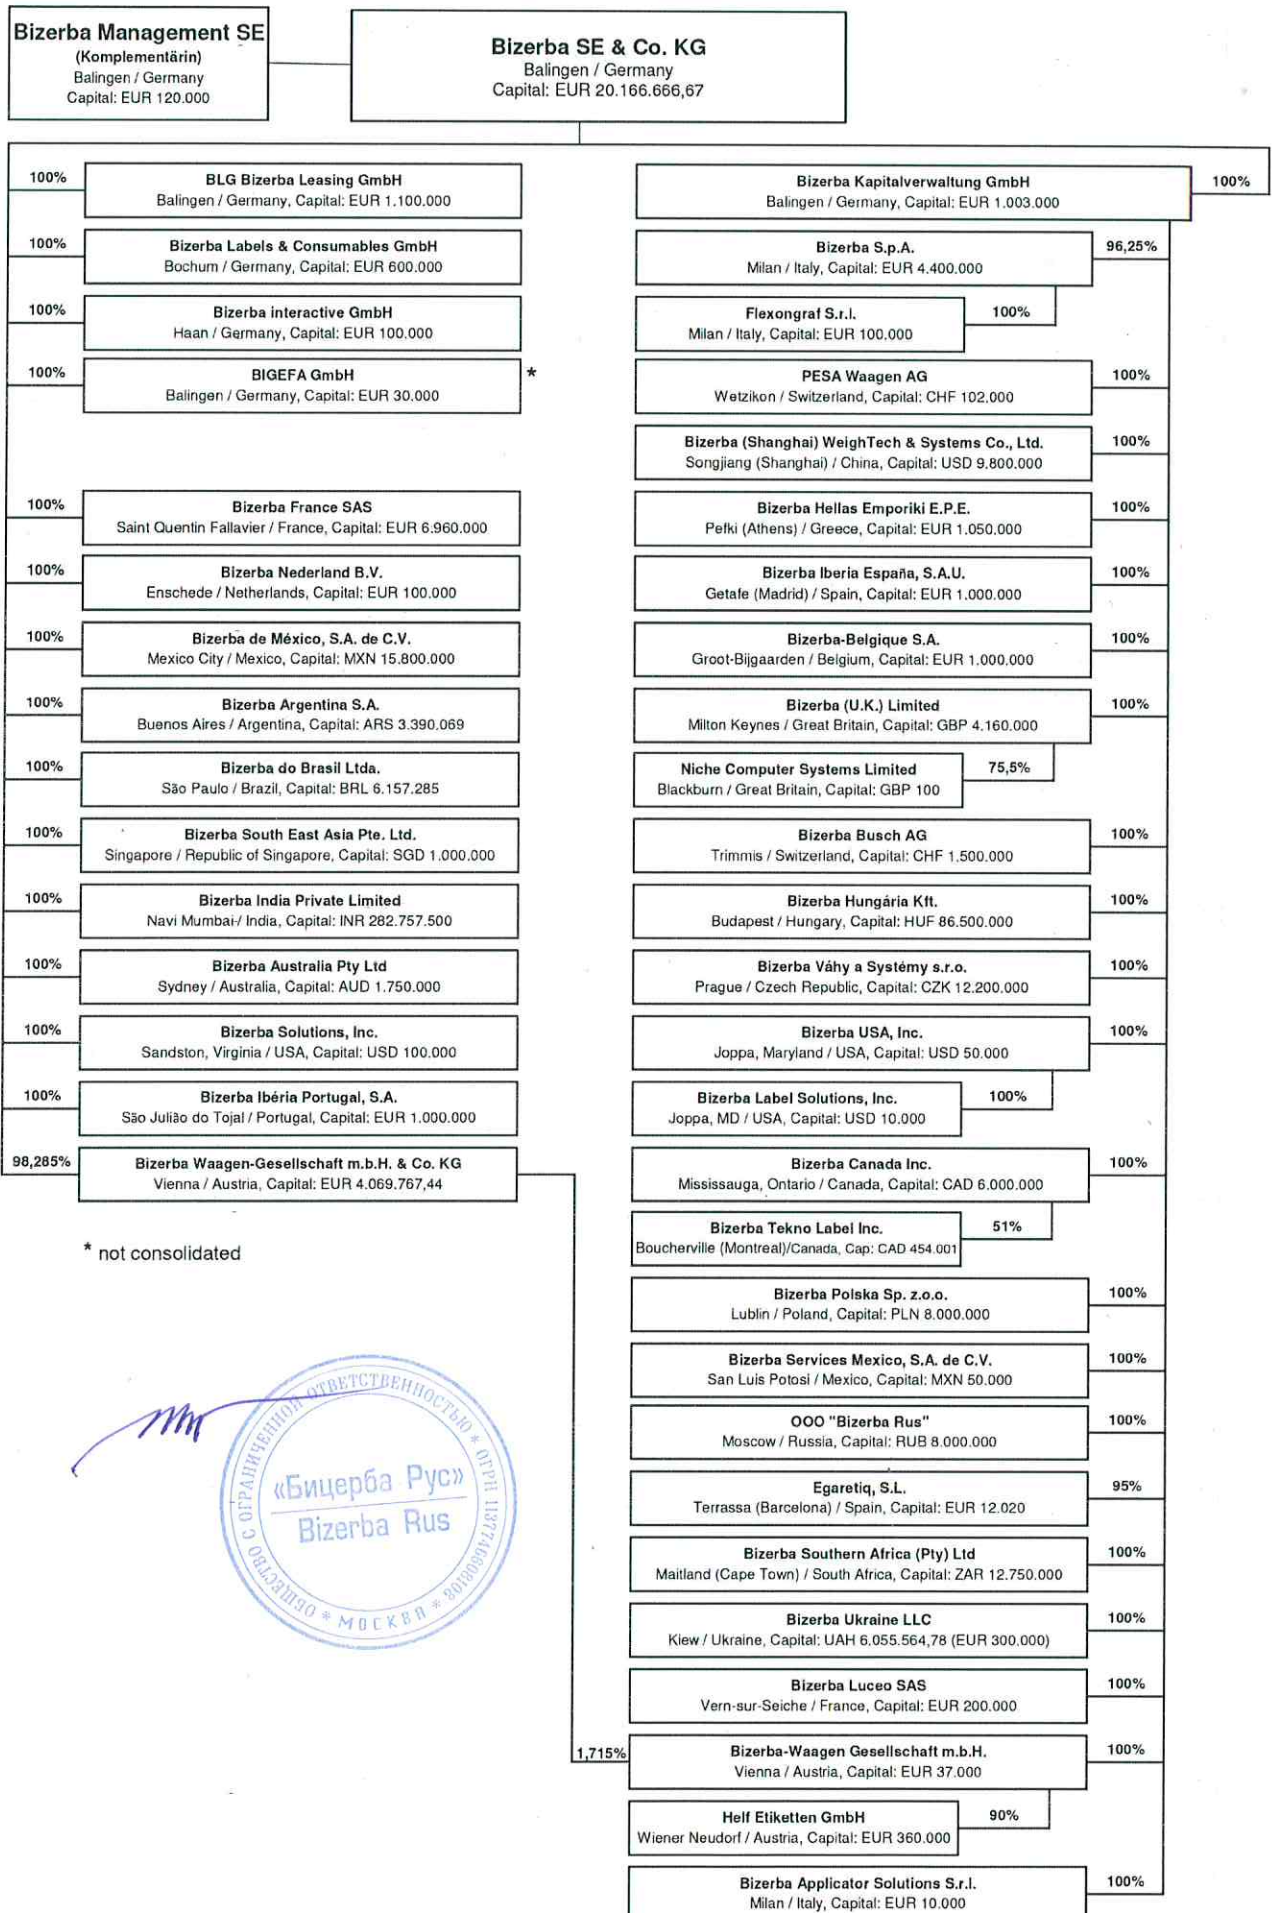 Bizerba Management SE
(Komplementärin)
Balingen / Germany
Capital: EUR 120.000
Bizerba SE & Co. KG
Balingen / Germany
Capital: EUR 20.166.666,67
100%
BLG Bizerba Leasing GmbH
Balingen / Germany, Capital: EUR 1.100.000
100%
Bizerba Labels & Consumables GmbH
Bochum / Germany, Capital: EUR 600.000
100%
Bizerba interactive GmbH
Haan / Germany, Capital: EUR 100.000
100%
BIGEFA GmbH
*
Balingen / Germany, Capital: EUR 30.000
100%
Bizerba France SAS
Saint Quentin Fallavier / France, Capital: EUR 6.960.000
100%
Bizerba Nederland B.V.
Enschede / Netherlands, Capital: EUR 100.000
100%
Bizerba de México, S.A. de C.V.
Mexico City / Mexico, Capital: MXN 15.800.000
100%
Bizerba Argentina S.A.
Buenos Aires / Argentina, Capital: ARS 3.390.069
100%
Bizerba do Brasil Ltda.
São Paulo / Brazil, Capital: BRL 6.157.285
100%
Bizerba South East Asia Pte. Ltd.
Singapore / Republic of Singapore, Capital: SGD 1.000.000
100%
Bizerba India Private Limited
Navi Mumbai / India, Capital: INR 282.757.500
100%
Bizerba Australia Pty Ltd
Sydney / Australia, Capital: AUD 1.750.000
100%
Bizerba Solutions, Inc.
Sandston, Virginia / USA, Capital: USD 100.000
100%
Bizerba Ibéria Portugal, S.A.
São Julião do Tojal / Portugal, Capital: EUR 1.000.000
98,285%
Bizerba Waagen-Gesellschaft m.b.H. & Co. KG
Vienna / Austria, Capital: EUR 4.069.767,44
* not consolidated
ОБЩЕСТВО С ОГРАНИЧЕННОЙ ОТВЕТСТВЕННОСТЬЮ * ОГРН 1137746608108 * МОСКВА *
«Бицерба Рус»
Bizerba Rus
Bizerba Kapitalverwaltung GmbH
100%
Balingen / Germany, Capital: EUR 1.003.000
Bizerba S.p.A.
96,25%
Milan / Italy, Capital: EUR 4.400.000
Flexongraf S.r.l.
100%
Milan / Italy, Capital: EUR 100.000
PESA Waagen AG
100%
Wetzikon / Switzerland, Capital: CHF 102.000
Bizerba (Shanghai) WeighTech & Systems Co., Ltd.
100%
Songjiang (Shanghai) / China, Capital: USD 9.800.000
Bizerba Hellas Emporiki E.P.E.
100%
Pefki (Athens) / Greece, Capital: EUR 1.050.000
Bizerba Iberia España, S.A.U.
100%
Getafe (Madrid) / Spain, Capital: EUR 1.000.000
Bizerba-Belgique S.A.
100%
Groot-Bijgaarden / Belgium, Capital: EUR 1.000.000
Bizerba (U.K.) Limited
100%
Milton Keynes / Great Britain, Capital: GBP 4.160.000
Niche Computer Systems Limited
75,5%
Blackburn / Great Britain, Capital: GBP 100
Bizerba Busch AG
100%
Trimmis / Switzerland, Capital: CHF 1.500.000
Bizerba Hungária Kft.
100%
Budapest / Hungary, Capital: HUF 86.500.000
Bizerba Váhy a Systémy s.r.o.
100%
Prague / Czech Republic, Capital: CZK 12.200.000
Bizerba USA, Inc.
100%
Joppa, Maryland / USA, Capital: USD 50.000
Bizerba Label Solutions, Inc.
100%
Joppa, MD / USA, Capital: USD 10.000
Bizerba Canada Inc.
100%
Mississauga, Ontario / Canada, Capital: CAD 6.000.000
Bizerba Tekno Label Inc.
51%
Boucherville (Montreal)/Canada, Cap: CAD 454.001
Bizerba Polska Sp. z.o.o.
100%
Lublin / Poland, Capital: PLN 8.000.000
Bizerba Services Mexico, S.A. de C.V.
100%
San Luis Potosi / Mexico, Capital: MXN 50.000
OOO "Bizerba Rus"
100%
Moscow / Russia, Capital: RUB 8.000.000
Egaretiq, S.L.
95%
Terrassa (Barcelona) / Spain, Capital: EUR 12.020
Bizerba Southern Africa (Pty) Ltd
100%
Maitland (Cape Town) / South Africa, Capital: ZAR 12.750.000
Bizerba Ukraine LLC
100%
Kiew / Ukraine, Capital: UAH 6.055.564,78 (EUR 300.000)
Bizerba Luceo SAS
100%
Vern-sur-Seiche / France, Capital: EUR 200.000
1,715%
Bizerba-Waagen Gesellschaft m.b.H.
100%
Vienna / Austria, Capital: EUR 37.000
Helf Etiketten GmbH
90%
Wiener Neudorf / Austria, Capital: EUR 360.000
Bizerba Applicator Solutions S.r.l.
100%
Milan / Italy, Capital: EUR 10.000